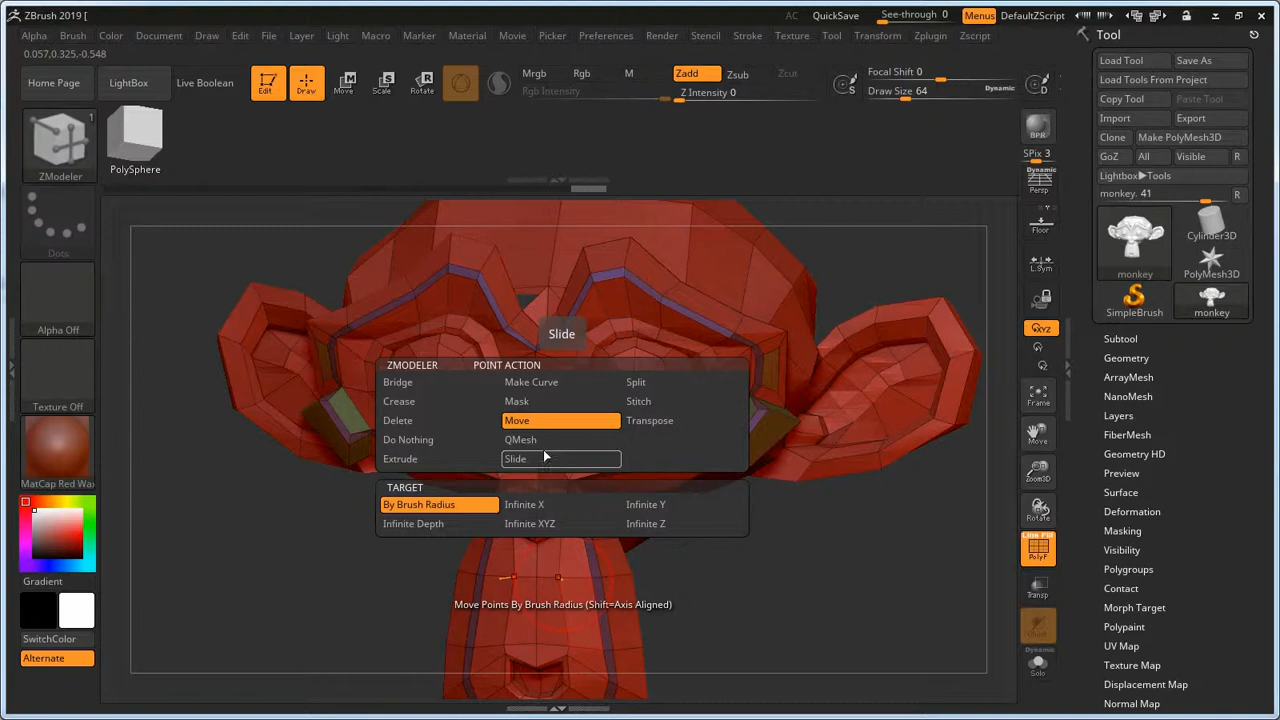 ZBrush 2019 [
AC QuickSave See-through 0 Menus DefaultZScript
Alpha Brush Color Document Draw Edit File Layer Light Macro Marker Material Movie Picker Preferences Render Stencil Stroke Texture Tool Transform Zplugin Zscript
0.057,0.325,-0.548
Home Page LightBox Live Boolean Edit Draw Move Scale Rotate
Mrgb Rgb M Zadd Zsub Zcut
Rgb Intensity Z Intensity 0
Focal Shift 0
Draw Size 64 Dynamic
S D
1
ZModeler
PolySphere
Dots
Alpha Off
Texture Off
MatCap Red Wax
Gradient
SwitchColor
Alternate
Slide
ZMODELER POINT ACTION
Bridge Make Curve Split
Crease Mask Stitch
Delete Move Transpose
Do Nothing QMesh
Extrude Slide
TARGET
By Brush Radius Infinite X Infinite Y
Infinite Depth Infinite XYZ Infinite Z
Move Points By Brush Radius (Shift=Axis Aligned)
BPR
SPix 3
Dynamic
Persp
Floor
L.Sym
XYZ
Frame
Move
Zoom3D
Rotate
Line Fill
PolyF
Transp
Ghost
Dynamic
Solo
Tool
Load Tool Save As
Load Tools From Project
Copy Tool Paste Tool
Import Export
Clone Make PolyMesh3D
GoZ All Visible R
Lightbox▶Tools
monkey. 41 R
monkey Cylinder3D
PolyMesh3D
SimpleBrush monkey
Subtool
Geometry
ArrayMesh
NanoMesh
Layers
FiberMesh
Geometry HD
Preview
Surface
Deformation
Masking
Visibility
Polygroups
Contact
Morph Target
Polypaint
UV Map
Texture Map
Displacement Map
Normal Map